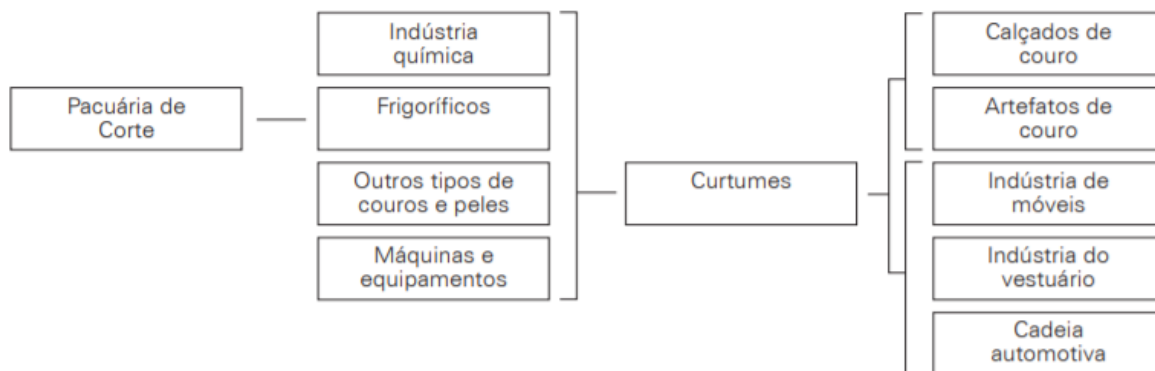 Pacuária de
Corte
Indústria
química
Frigoríficos
Outros tipos de
couros e peles
Máquinas e
equipamentos
Curtumes
Calçados de
couro
Artefatos de
couro
Indústria de
móveis
Indústria do
vestuário
Cadeia
automotiva